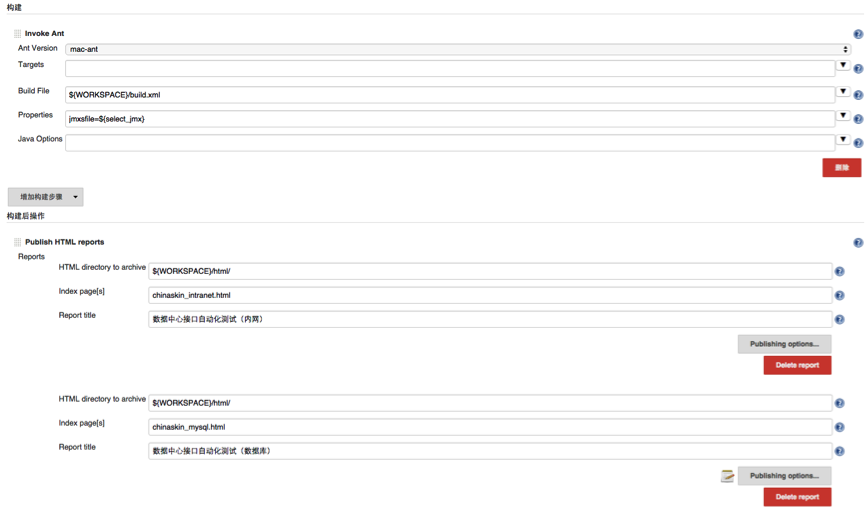 构建
Invoke Ant
Ant Version mac-ant
Targets
Build File ${WORKSPACE}/build.xml
Properties jmxsfile=${select_jmx}
Java Options
删除
增加构建步骤
构建后操作
Publish HTML reports
Reports
HTML directory to archive ${WORKSPACE}/html/
Index page[s] chinaskin_intranet.html
Report title 数据中心接口自动化测试（内网）
Publishing options...
Delete report
HTML directory to archive ${WORKSPACE}/html/
Index page[s] chinaskin_mysql.html
Report title 数据中心接口自动化测试（数据库）
Publishing options...
Delete report